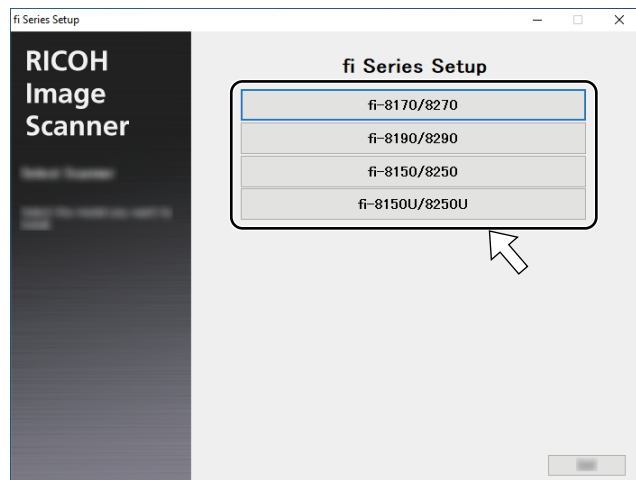 fi Series Setup
RICOH
Image
Scanner
fi Series Setup
fi-8170/8270
fi-8190/8290
fi-8150/8250
fi-8150U/8250U